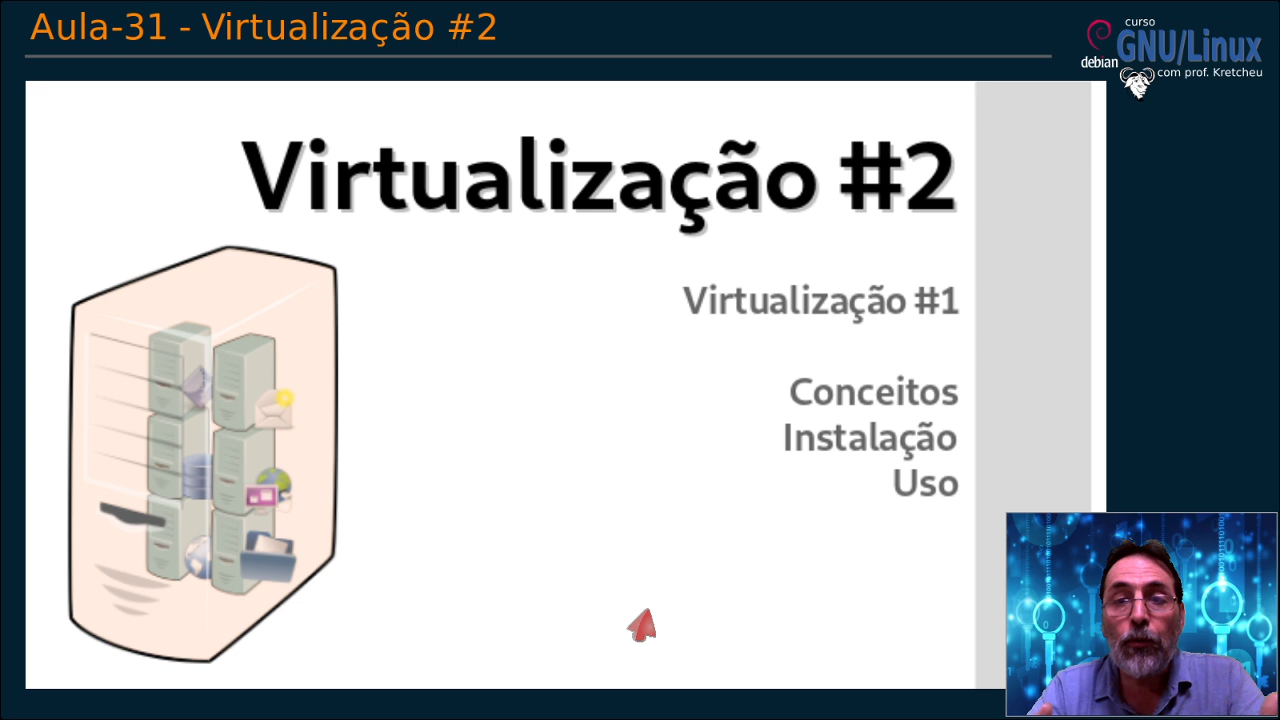 Aula-31 - Virtualização #2
curso
GNU/Linux
debian
com prof. Kretcheu
Virtualização #2
Virtualização #1
Conceitos
Instalação
Uso